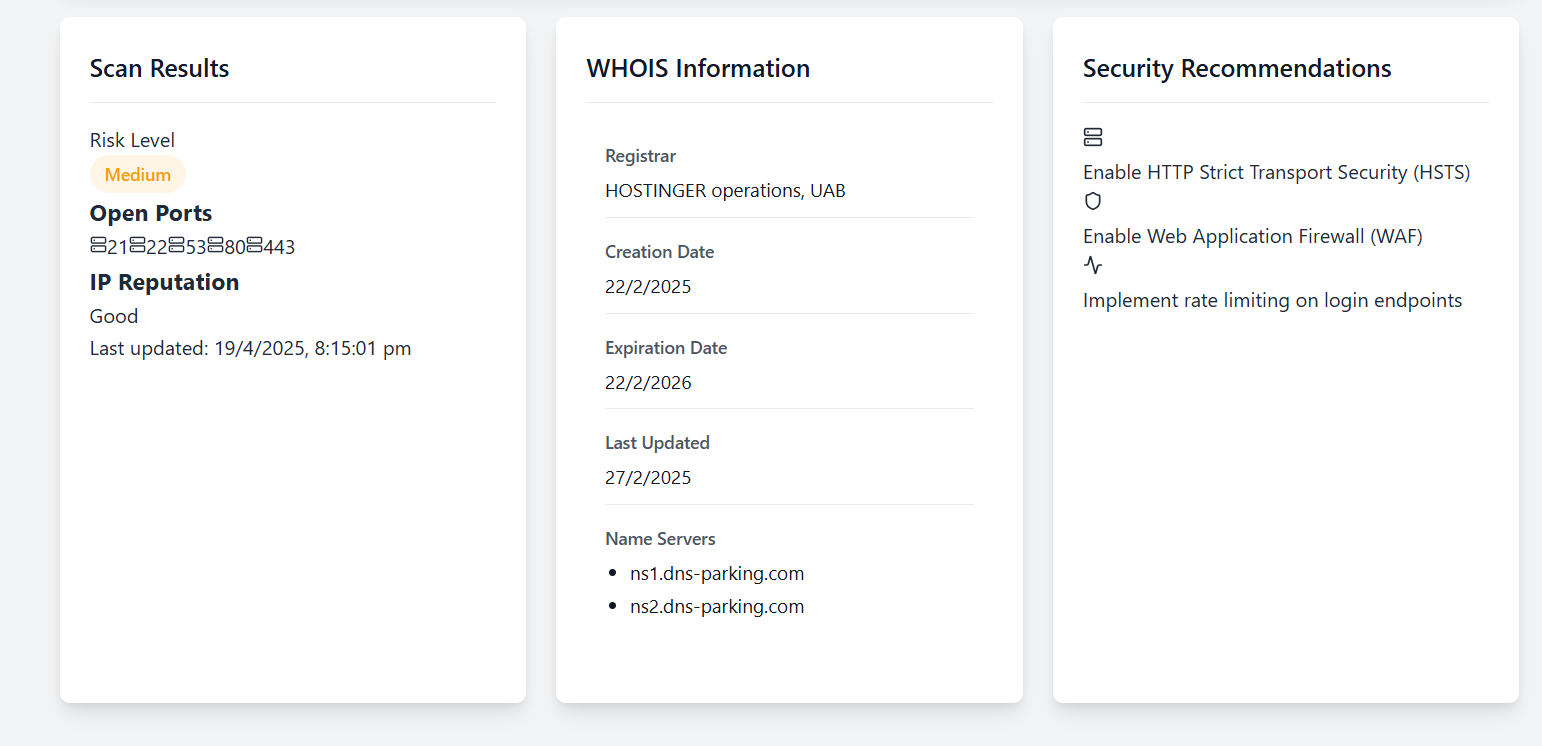 Scan Results
Risk Level
Medium
Open Ports
21 22 53 80 443
IP Reputation
Good
Last updated: 19/4/2025, 8:15:01 pm
WHOIS Information
Registrar
HOSTINGER operations, UAB
Creation Date
22/2/2025
Expiration Date
22/2/2026
Last Updated
27/2/2025
Name Servers
ns1.dns-parking.com
ns2.dns-parking.com
Security Recommendations
Enable HTTP Strict Transport Security (HSTS)
Enable Web Application Firewall (WAF)
Implement rate limiting on login endpoints